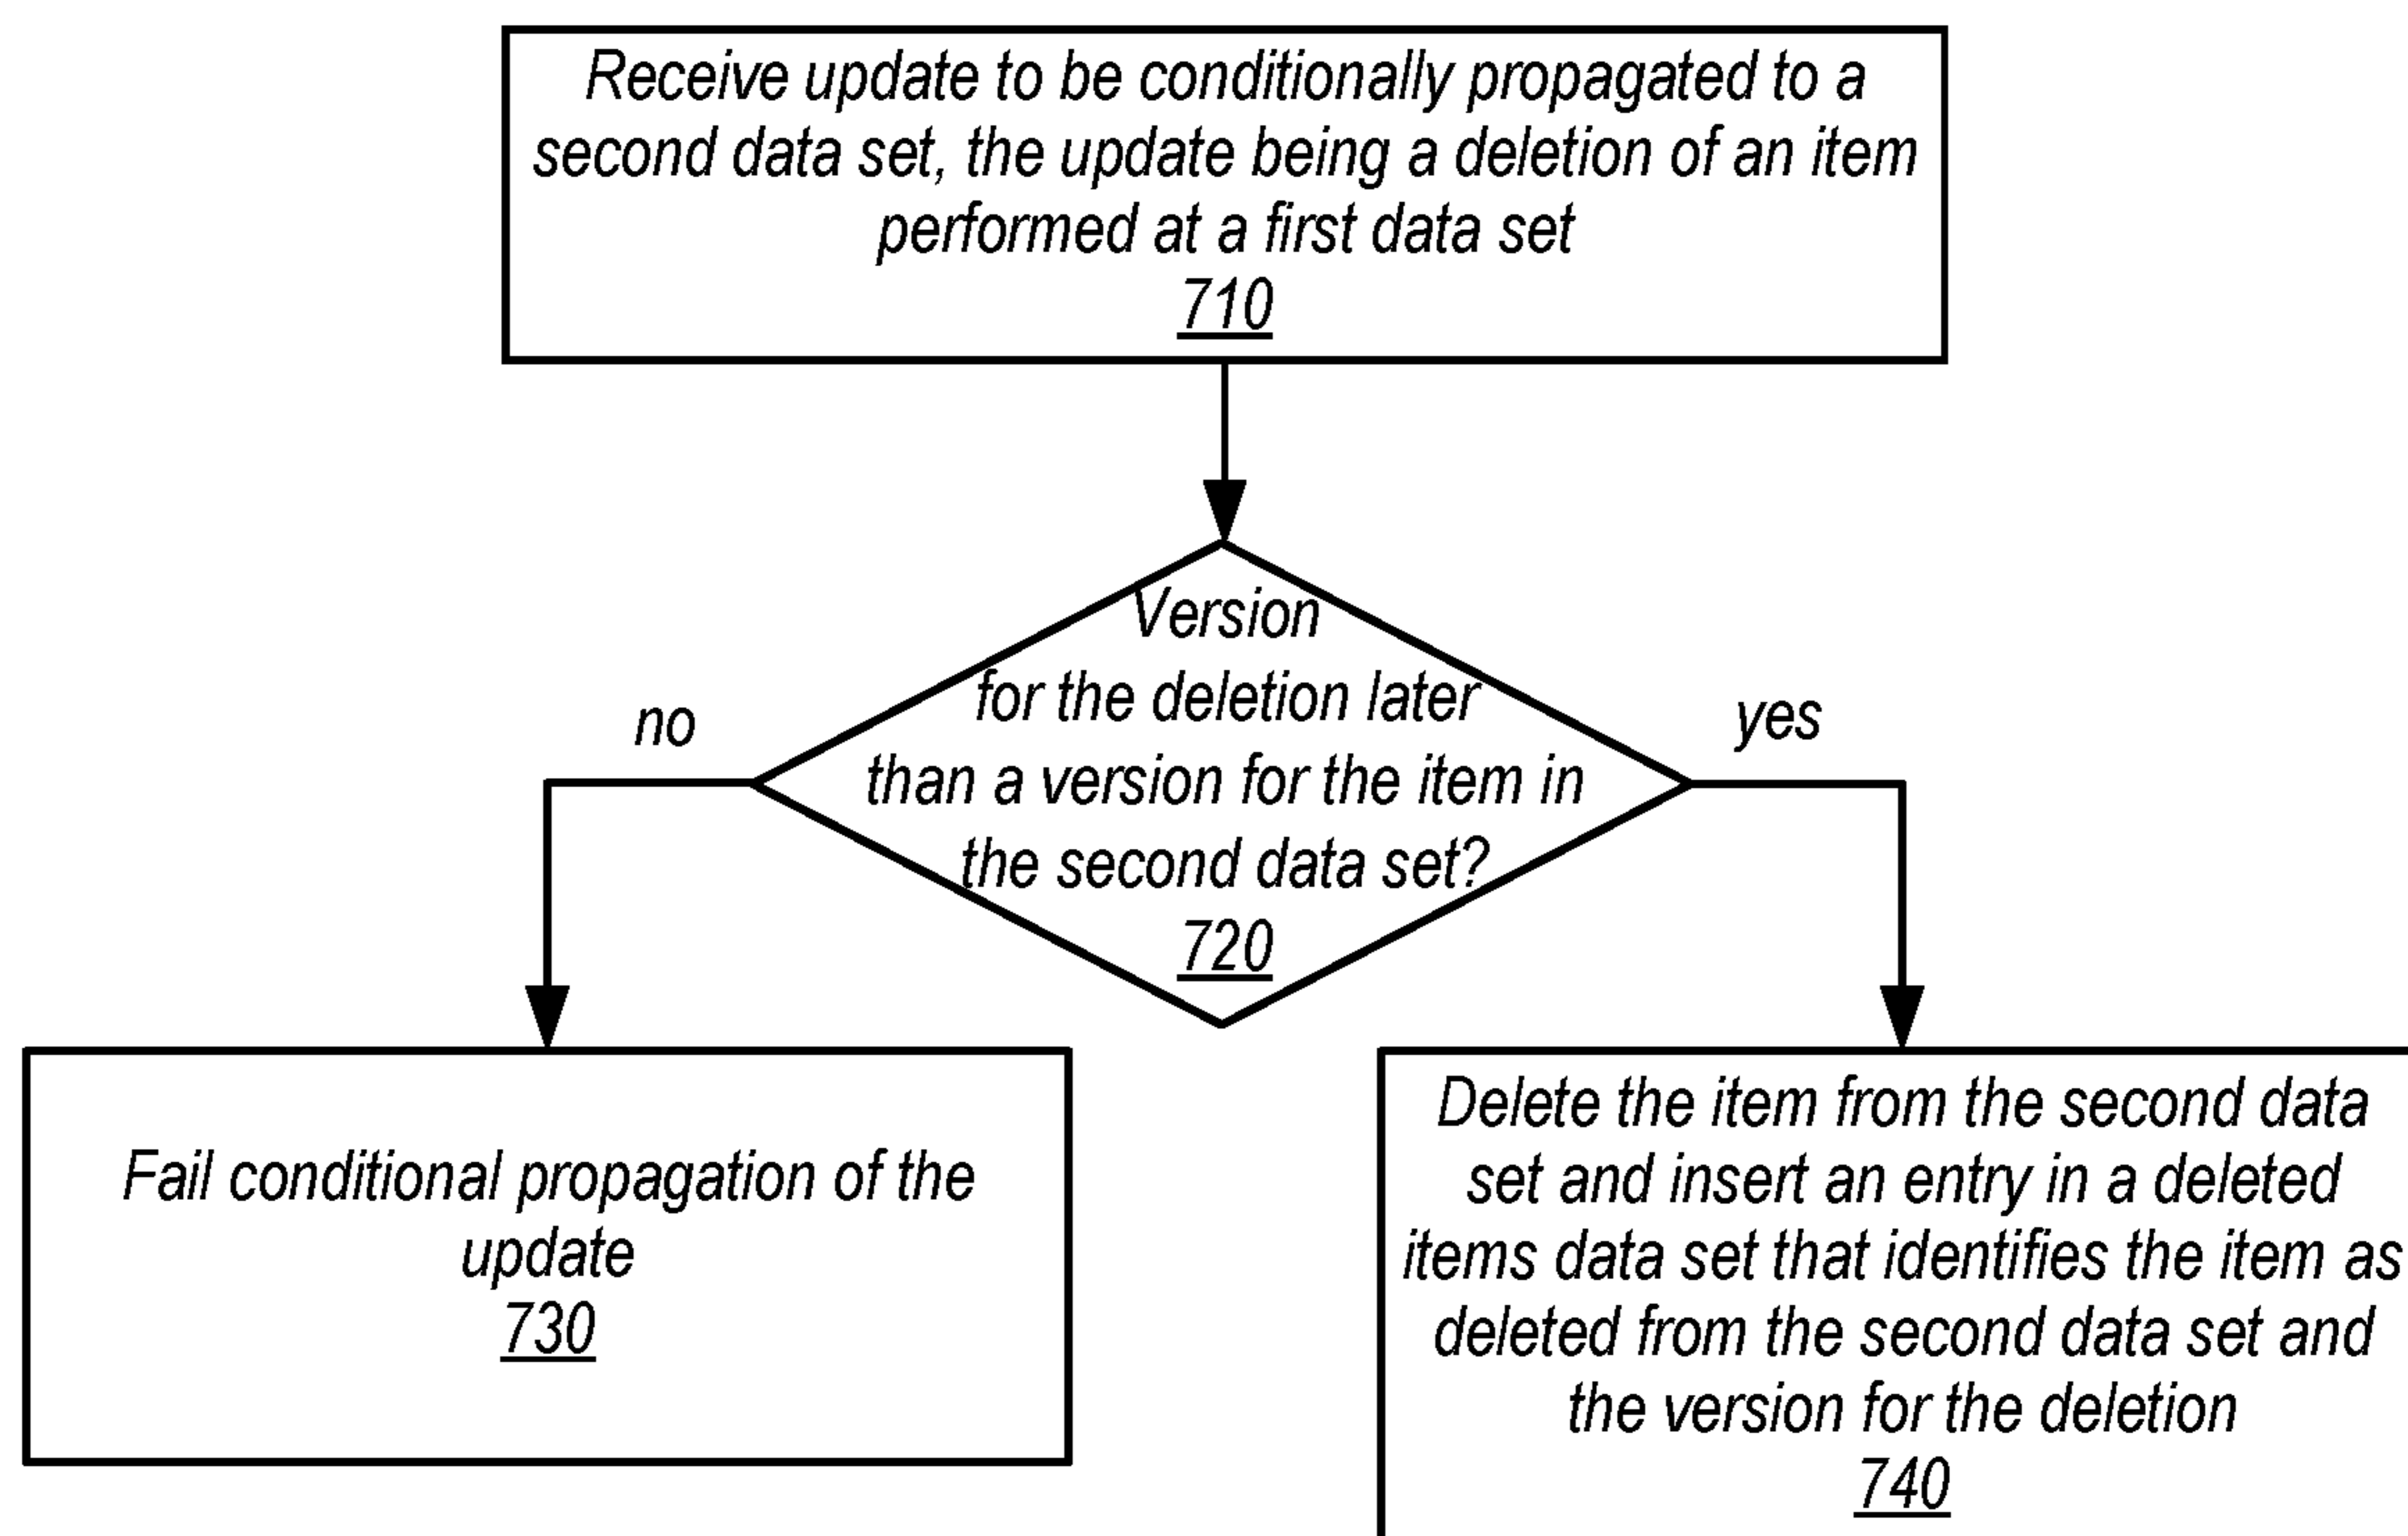 Receive update to be conditionally propagated to a
second data set, the update being a deletion of an item
performed at a first data set
710
Version
for the deletion later
than a version for the item in
the second data set?
720
no
yes
Fail conditional propagation of the
update
730
Delete the item from the second data
set and insert an entry in a deleted
items data set that identifies the item as
deleted from the second data set and
the version for the deletion
740